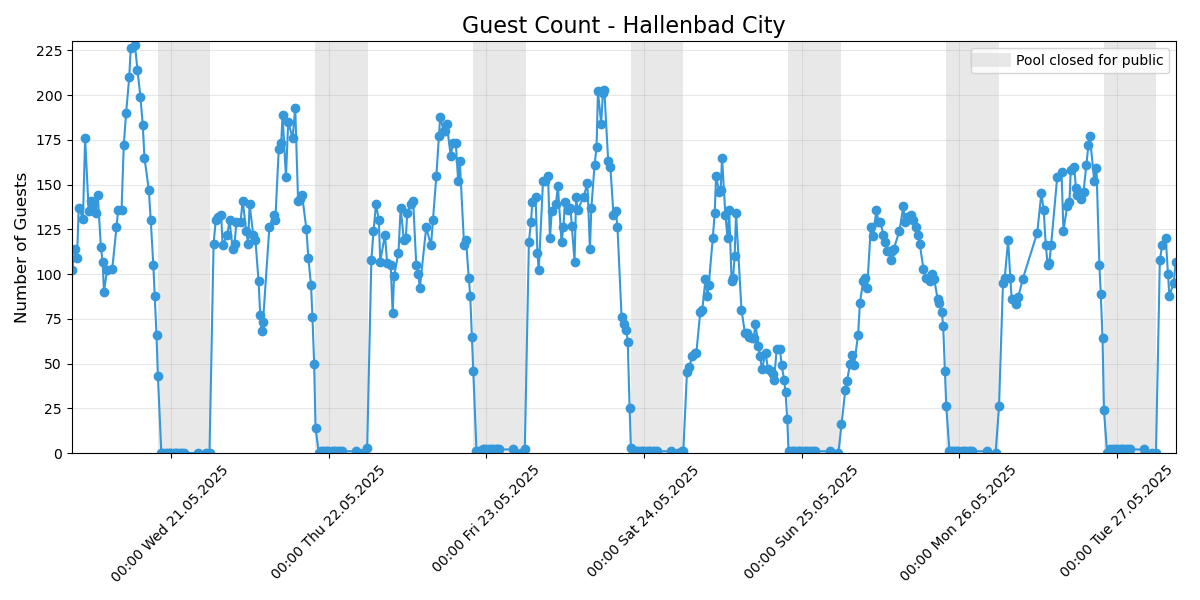 Guest Count - Hallenbad City
Pool closed for public
Number of Guests
225
200
175
150
125
100
75
50
25
0
00:00 Wed 21.05.2025
00:00 Thu 22.05.2025
00:00 Fri 23.05.2025
00:00 Sat 24.05.2025
00:00 Sun 25.05.2025
00:00 Mon 26.05.2025
00:00 Tue 27.05.2025